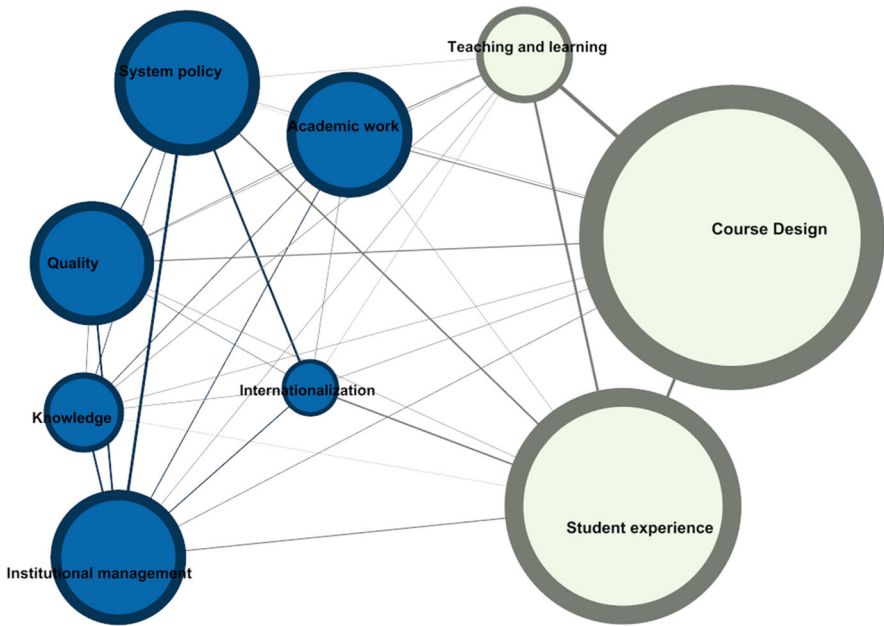 Teaching and learning
System policy
Academic work
Course Design
Quality
Internationalization
Knowledge
Student experience
Institutional management